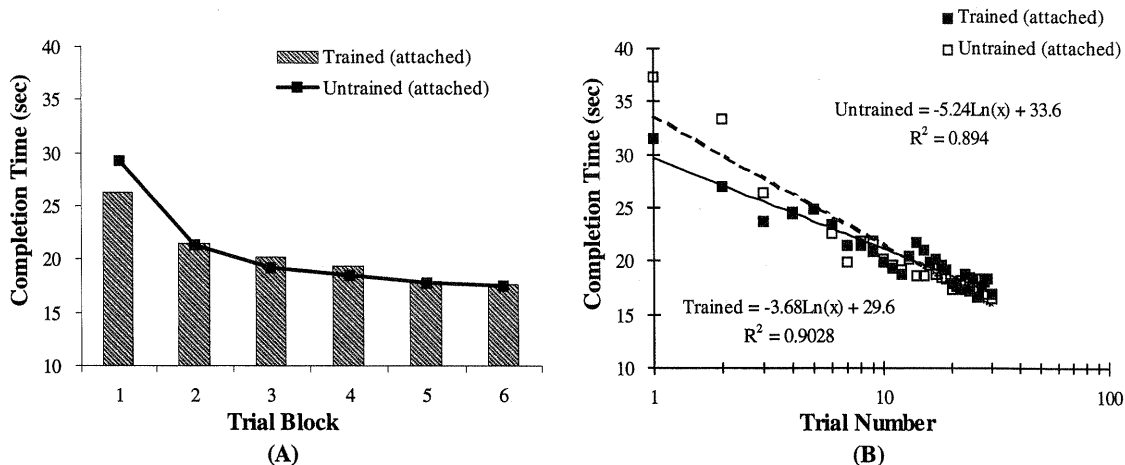 Completion Time (sec)
40
35
30
25
20
15
10
Trained (attached)
Untrained (attached)
1 2 3 4 5 6
Trial Block
(A)
Completion Time (sec)
40
35
30
25
20
15
10
Trained (attached)
Untrained (attached)
Untrained = -5.24Ln(x) + 33.6
R² = 0.894
Trained = -3.68Ln(x) + 29.6
R² = 0.9028
1 10 100
Trial Number
(B)